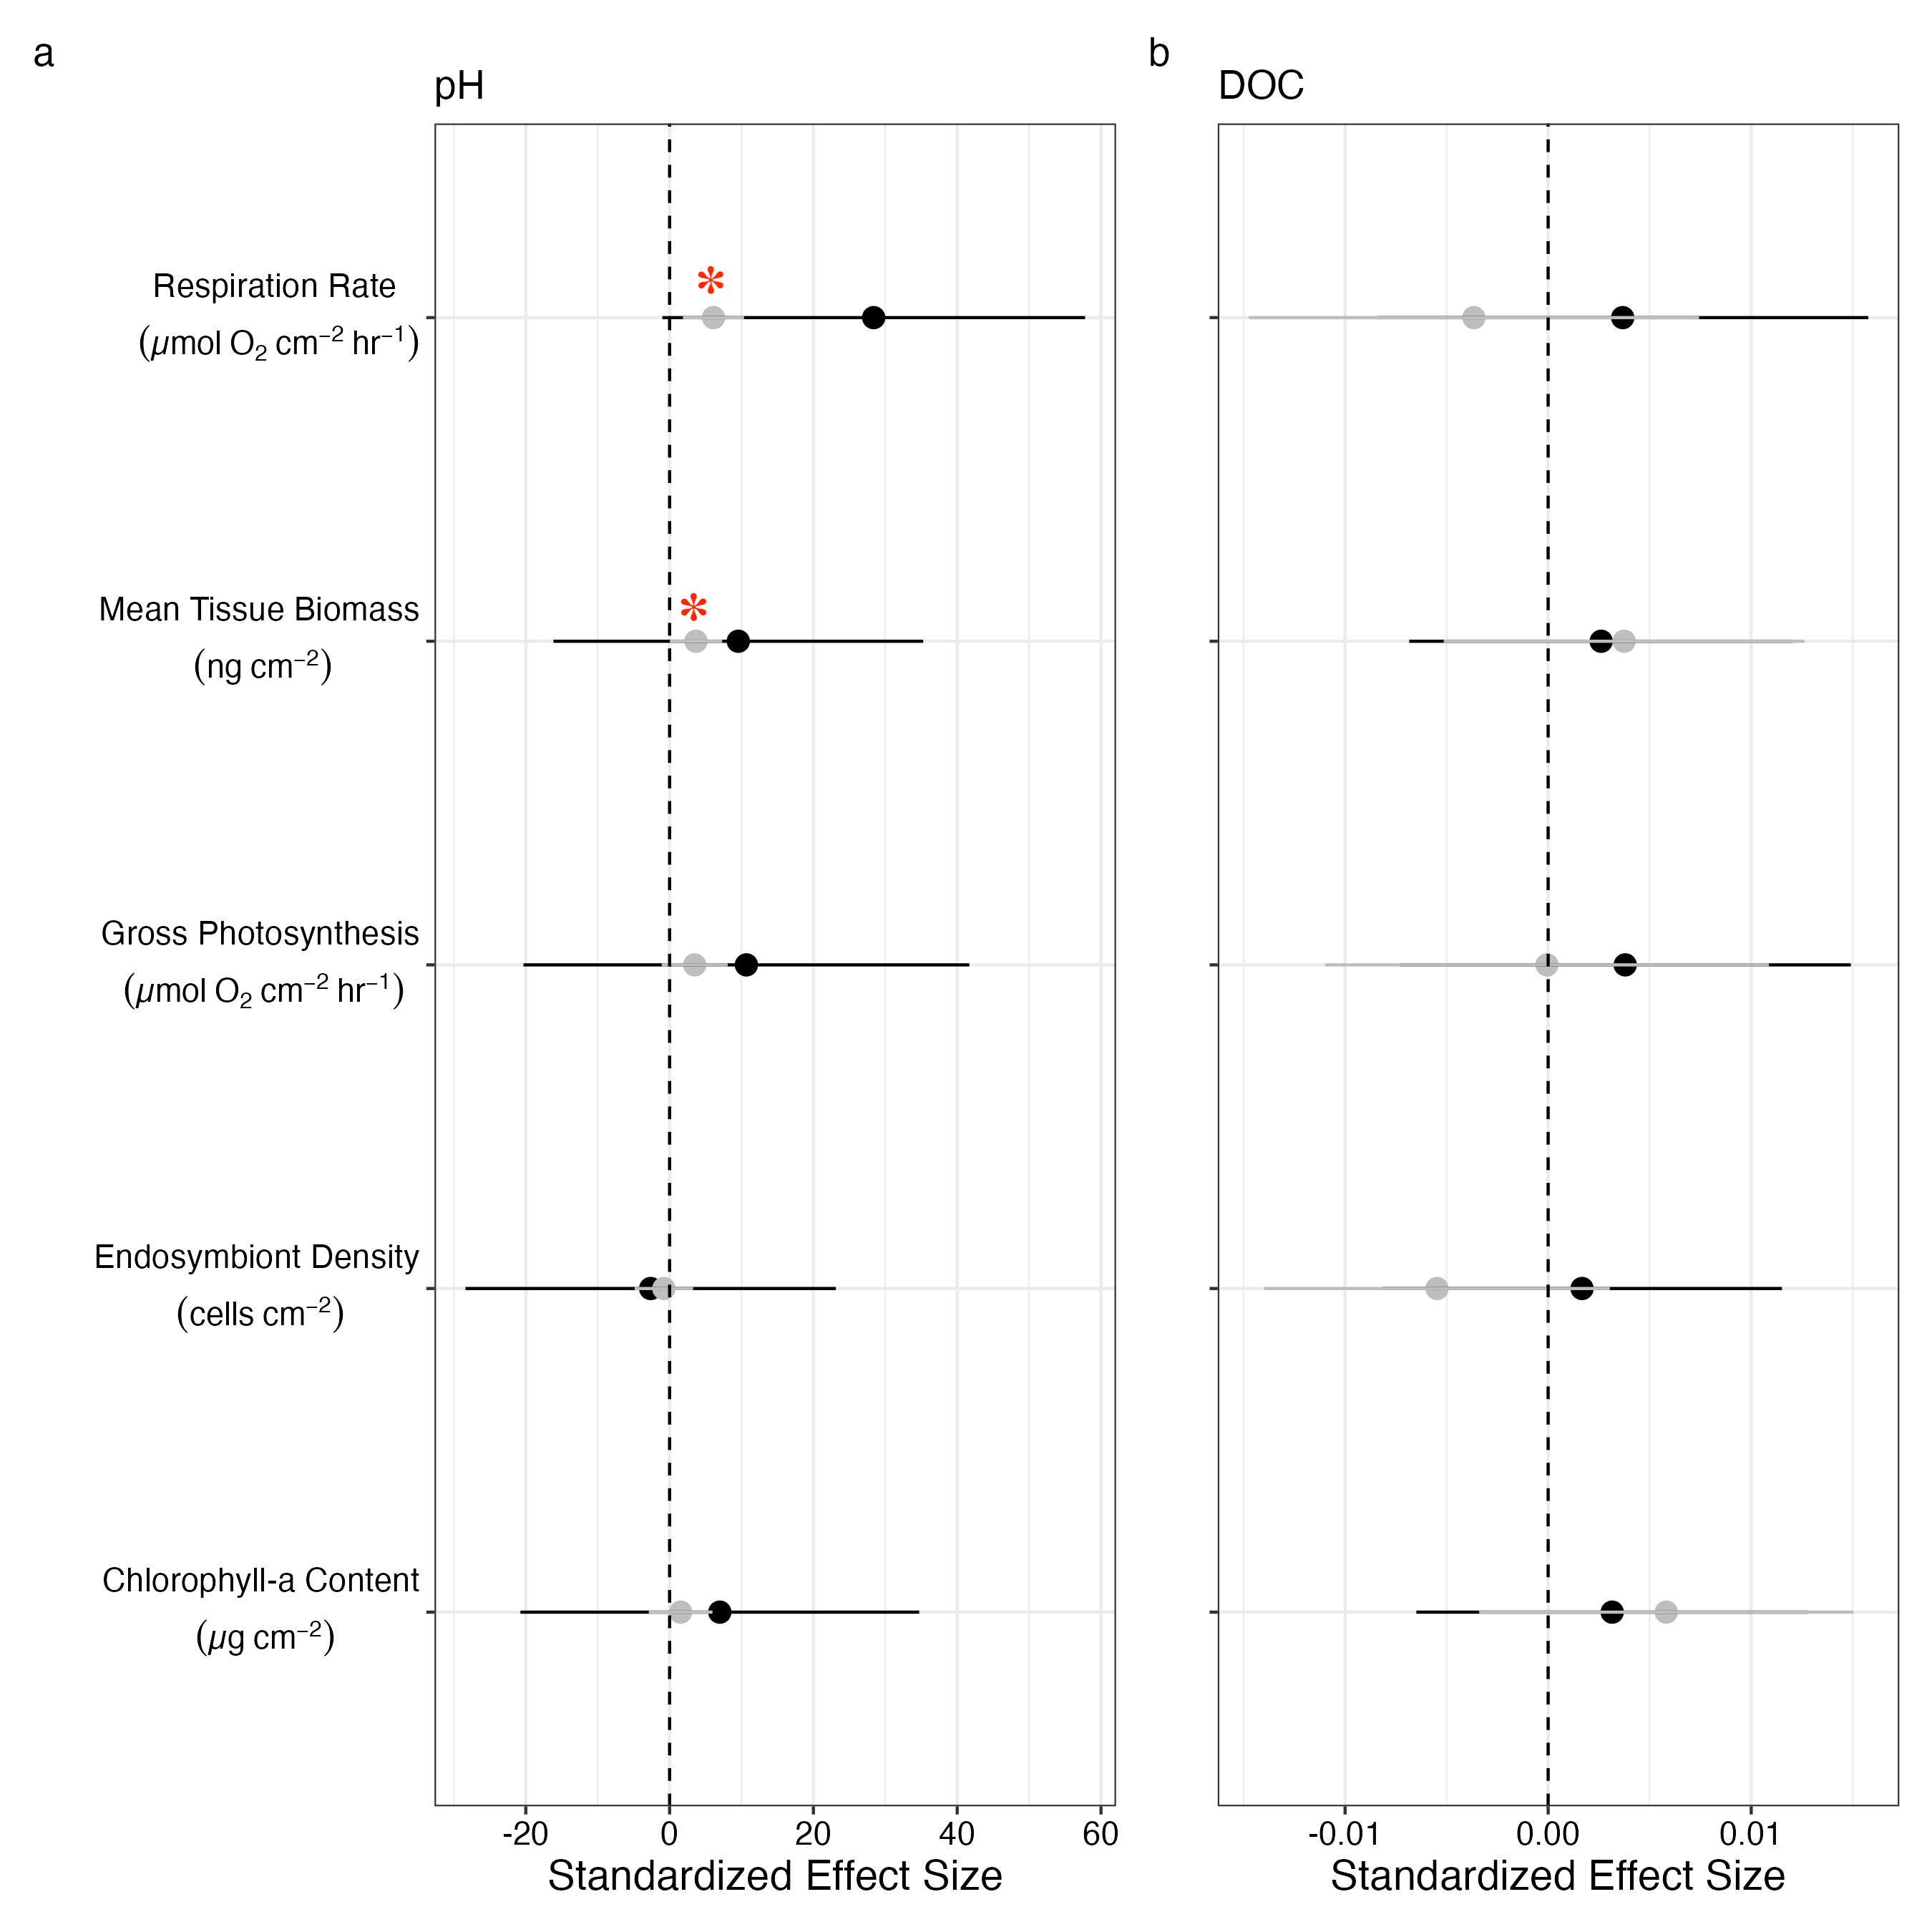 a
pH
Respiration Rate
(μmol O₂ cm⁻² hr⁻¹)
*
Mean Tissue Biomass
(ng cm⁻²)
*
Gross Photosynthesis
(μmol O₂ cm⁻² hr⁻¹)
Endosymbiont Density
(cells cm⁻²)
Chlorophyll-a Content
(μg cm⁻²)
-20 0 20 40 60
Standardized Effect Size
b
DOC
-0.01 0.00 0.01
Standardized Effect Size